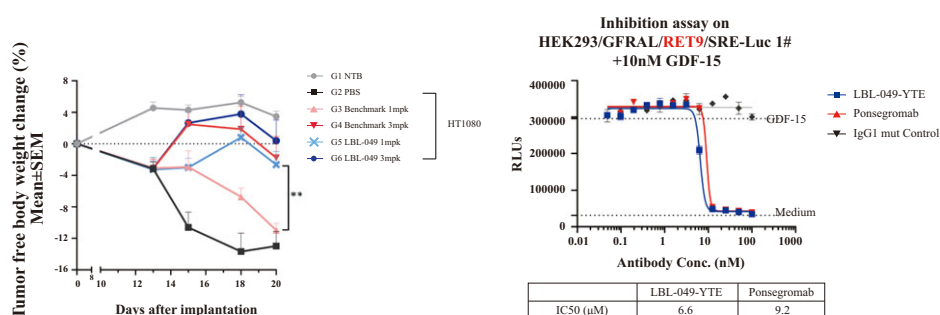 Tumor free body weight change (%)
Mean±SEM
8
4
0
-4
-8
-12
-16
0
8
10
12
14
16
18
20
Days after implantation
**
G1 NTB
G2 PBS
G3 Benchmark 1mpk
G4 Benchmark 3mpk
G5 LBL-049 1mpk
G6 LBL-049 3mpk
HT1080
Inhibition assay on
HEK293/GFRAL/RET9/SRE-Luc 1#
+10nM GDF-15
RLUs
400000
300000
200000
100000
0
0.01
0.1
1
10
100
1000
GDF-15
Medium
Antibody Conc. (nM)
LBL-049-YTE
Ponsegromab
IgG1 mut Control
LBL-049-YTE Ponsegromab
IC50 (μM) 6.6 9.2